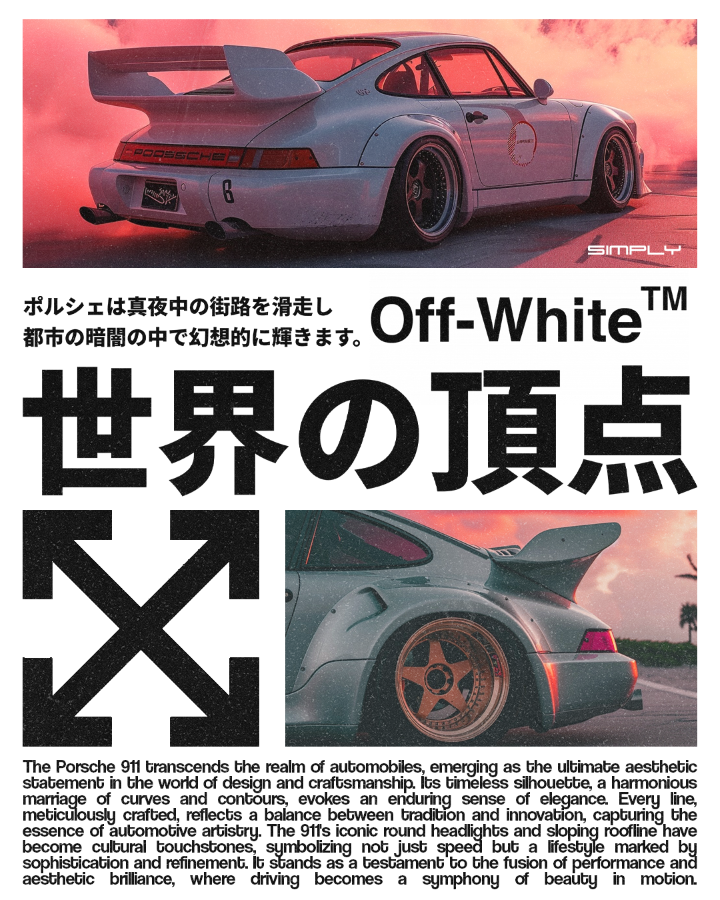 PORSCHE
6
SIMPLY
ポルシェは真夜中の街路を滑走し
都市の暗闇の中で幻想的に輝きます。
Off-White™
世界の頂点
The Porsche 911 transcends the realm of automobiles, emerging as the ultimate aesthetic
statement in the world of design and craftsmanship. Its timeless silhouette, a harmonious
marriage of curves and contours, evokes an enduring sense of elegance. Every line,
meticulously crafted, reflects a balance between tradition and innovation, capturing the
essence of automotive artistry. The 911's iconic round headlights and sloping roofline have
become cultural touchstones, symbolizing not just speed but a lifestyle marked by
sophistication and refinement. It stands as a testament to the fusion of performance and
aesthetic brilliance, where driving becomes a symphony of beauty in motion.